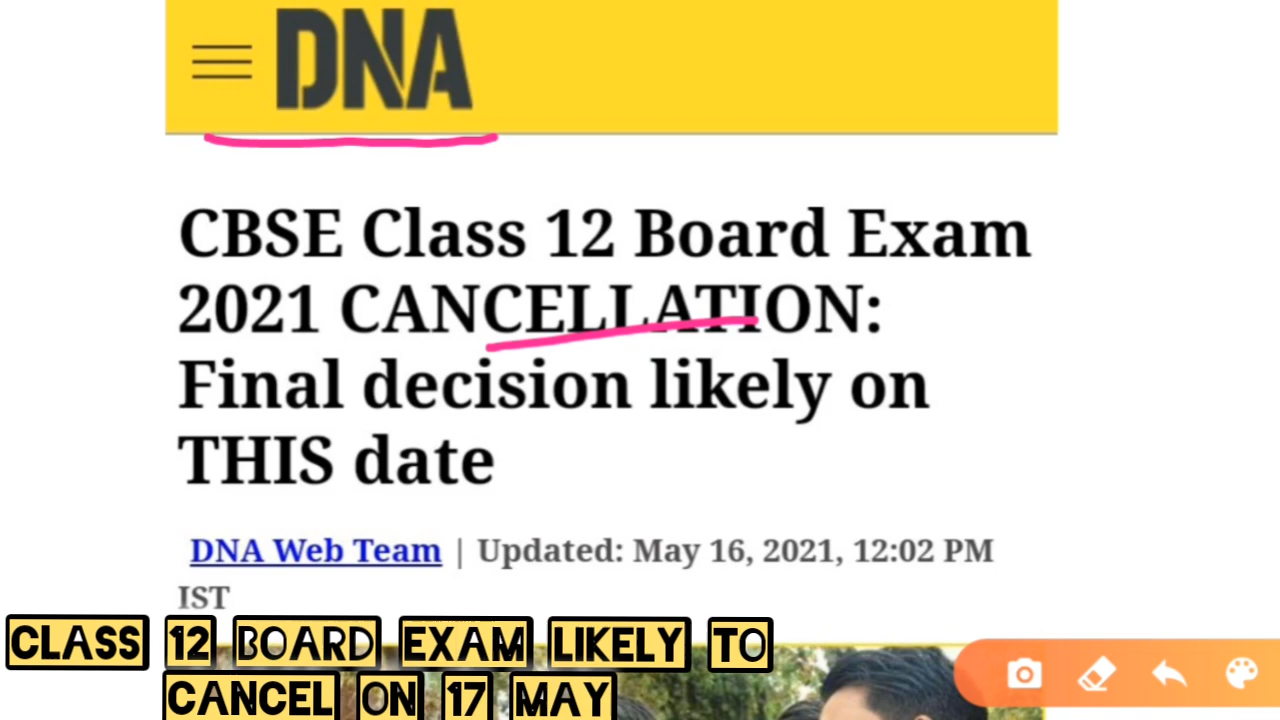 DNA
CBSE Class 12 Board Exam
2021 CANCELLATION:
Final decision likely on
THIS date
DNA Web Team | Updated: May 16, 2021, 12:02 PM
IST
CLASS 12 BOARD EXAM LIKELY TO
CANCEL ON 17 MAY